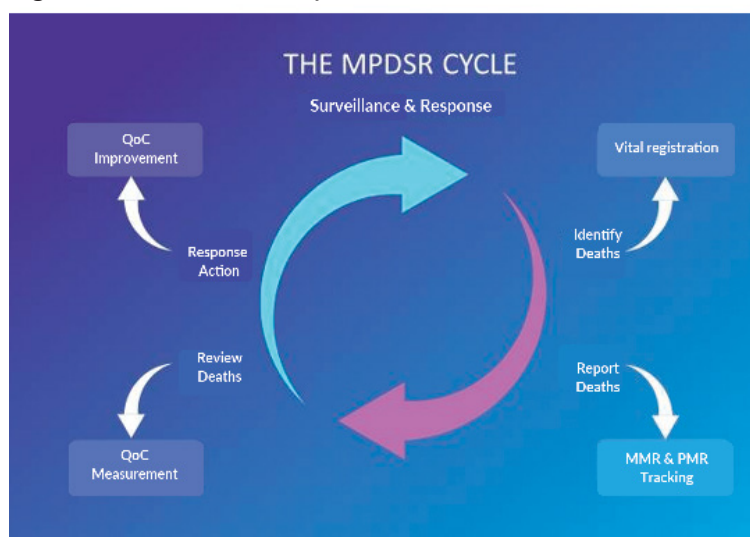 THE MPDSR CYCLE
Surveillance & Response
QoC
Improvement
Vital registration
Response
Action
Identify
Deaths
Review
Deaths
Report
Deaths
QoC
Measurement
MMR & PMR
Tracking